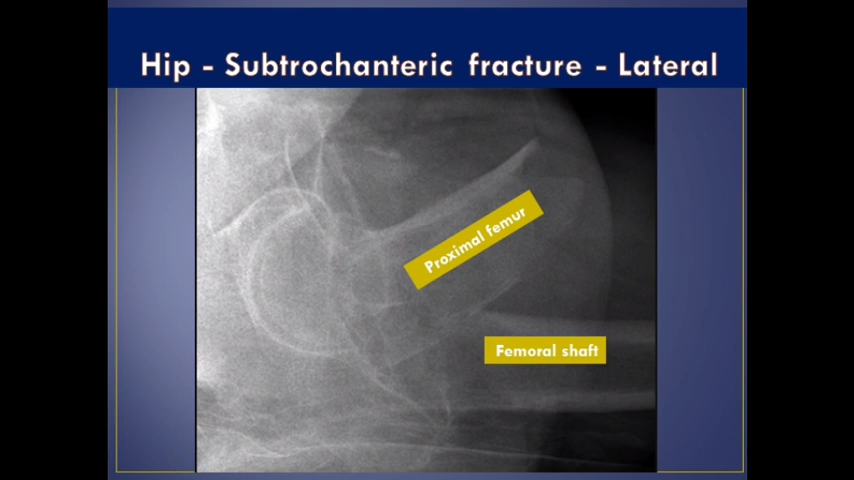 Hip - Subtrochanteric fracture - Lateral
Proximal femur
Femoral shaft